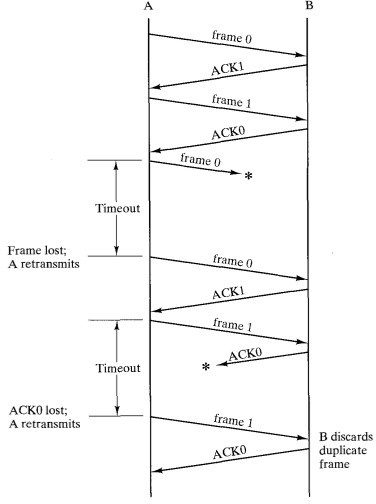 A B
frame 0
ACK1
frame 1
ACK0
frame 0
*
Timeout
Frame lost;
A retransmits
frame 0
ACK1
frame 1
ACK0
*
Timeout
ACK0 lost;
A retransmits
frame 1
B discards
duplicate
frame
ACK0